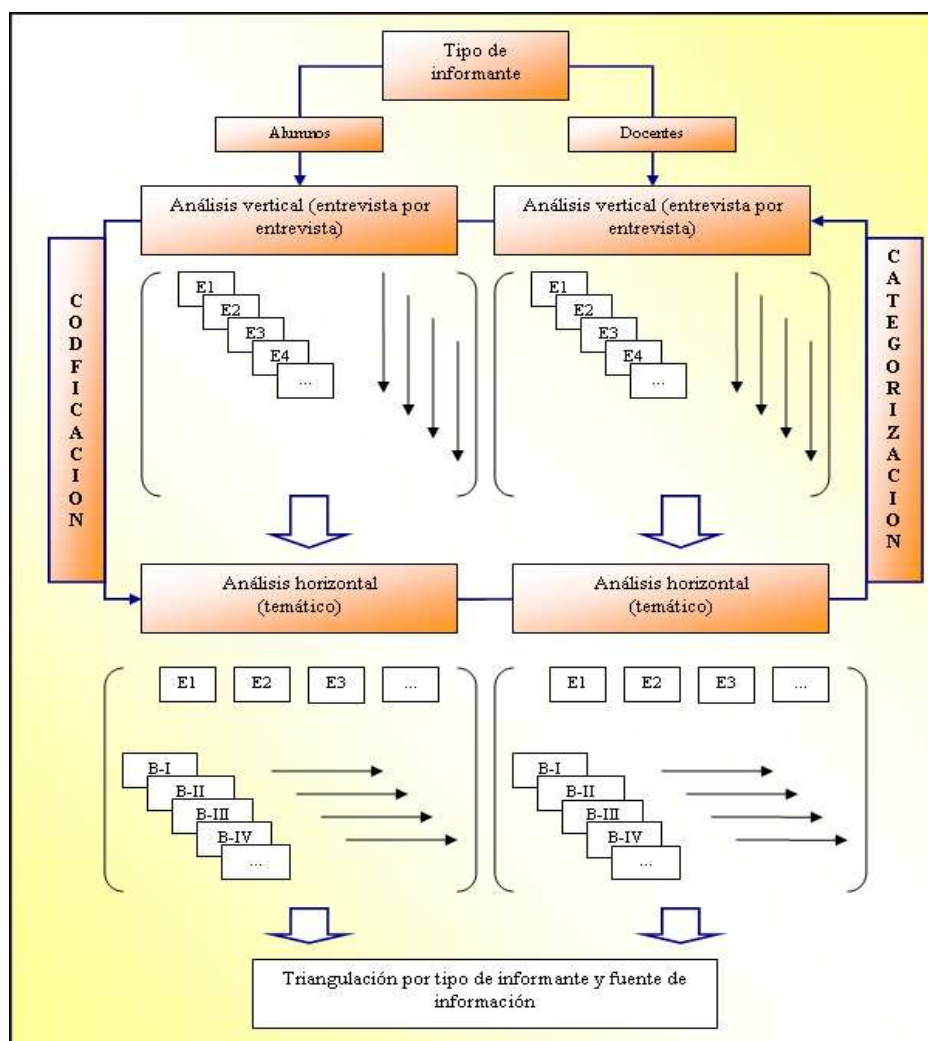 Tipo de
informante
Alumnos
Docentes
Análisis vertical (entrevista por
entrevista)
Análisis vertical (entrevista por
entrevista)
CODFICACION
CATEGORIZACION
E1
E2
E3
E4
...
E1
E2
E3
E4
...
Análisis horizontal
(temático)
Análisis horizontal
(temático)
E1 E2 E3 ...
E1 E2 E3 ...
B-I
B-II
B-III
B-IV
...
B-I
B-II
B-III
B-IV
...
Triangulación por tipo de informante y fuente de
información